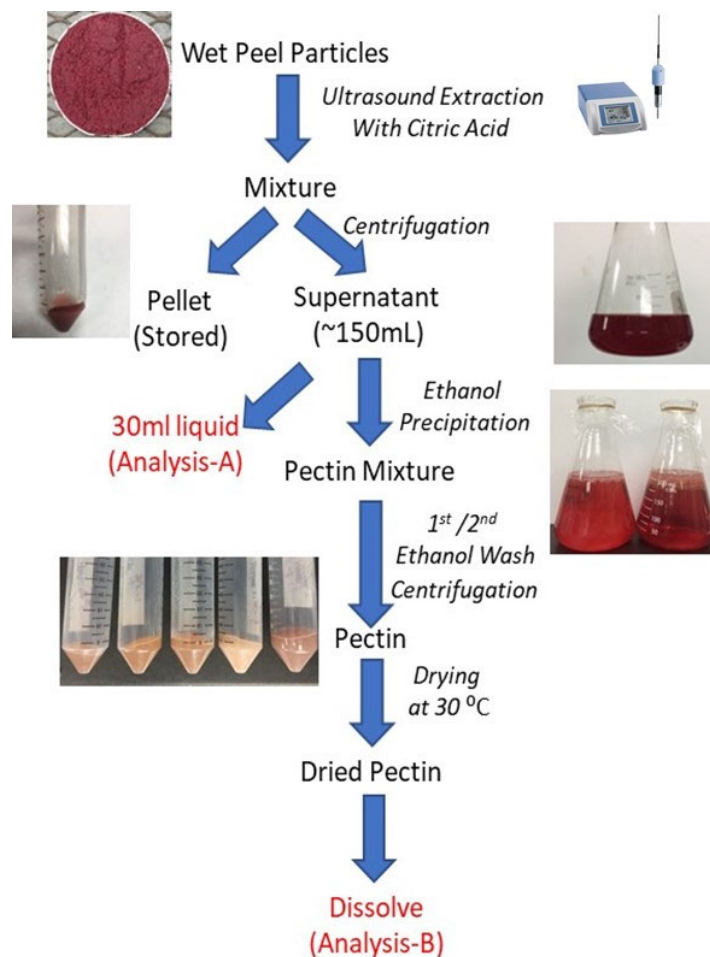 Wet Peel Particles
Ultrasound Extraction
With Citric Acid
Mixture
Centrifugation
Pellet
(Stored)
Supernatant
(~150mL)
30ml liquid
(Analysis-A)
Ethanol
Precipitation
Pectin Mixture
1st /2nd
Ethanol Wash
Centrifugation
Pectin
Drying
at 30 ⁰C
Dried Pectin
Dissolve
(Analysis-B)